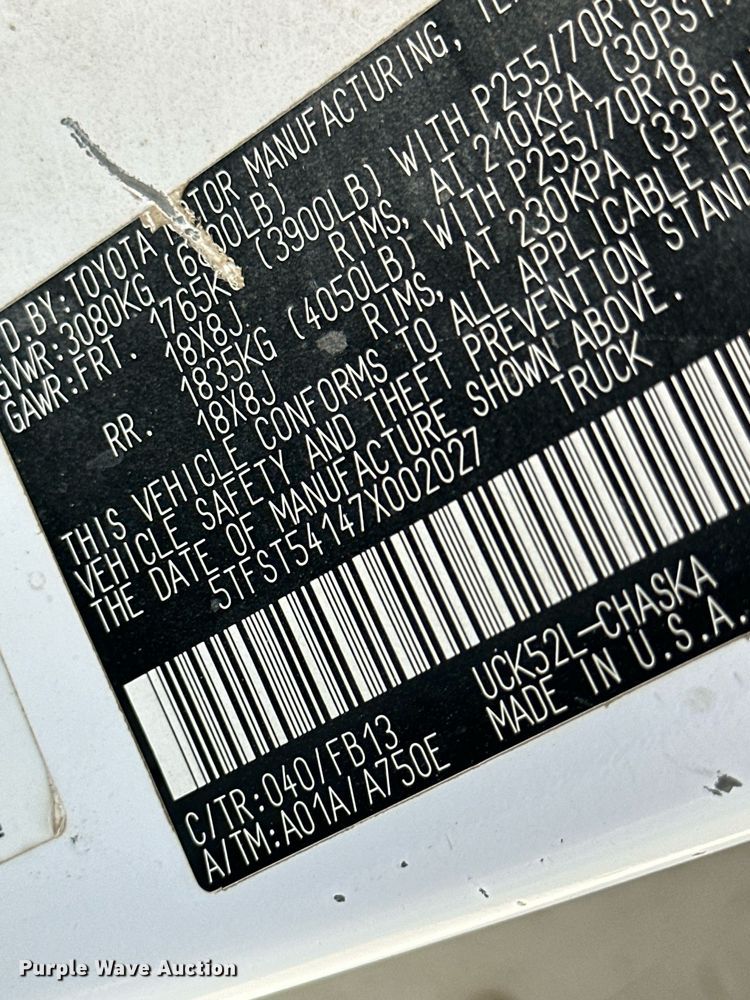 D BY: TOYOTA MOTOR MANUFACTURING,
GVWR: 3080KG (6800LB)
GAWR: FRT. 1765KG (3900LB) WITH P255/70R18
18X8J RIMS, AT 210KPA (30PSI)
RR. 1835KG (4050LB) WITH P255/70R18
18X8J RIMS, AT 230KPA (33PSI
THIS VEHICLE CONFORMS TO ALL APPLICABLE FE
VEHICLE SAFETY AND THEFT PREVENTION STAND
THE DATE OF MANUFACTURE SHOWN ABOVE.
5TFST54147X002027 TRUCK
UCK52L-CHASKA
C/TR: 040/FB13 MADE IN U.S.A.
A/TM: A01A/A750E
Purple Wave Auction